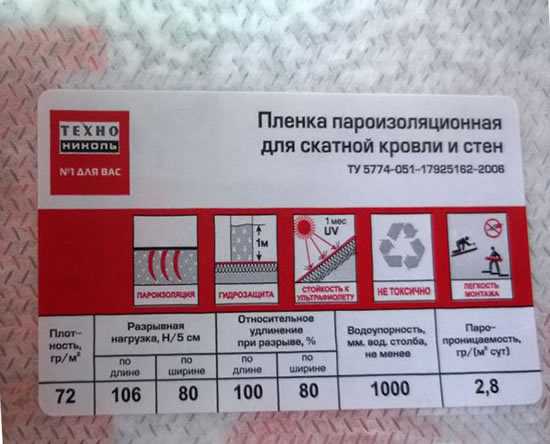 ТЕХНО
НИКОЛЬ
№1 ДЛЯ ВАС
Пленка пароизоляционная
для скатной кровли и стен
ТУ 5774-051-17925162-2006
ПАРОИЗОЛЯЦИЯ
1м
ГИДРОЗАЩИТА
1 мес
UV
СТОЙКОСТЬ К
УЛЬТРАФИОЛЕТУ
НЕ ТОКСИЧНО
ЛЕГКОСТЬ
МОНТАЖА
Плот-
ность,
гр/м²
Разрывная
нагрузка, Н/5 см
по
длине
по
ширине
Относительное
удлинение
при разрыве, %
по
длине
по
ширине
Водоупорность,
мм. вод. столба,
не менее
Паро-
проницаемость,
гр/(м² сут)
72
106
80
100
80
1000
2,8